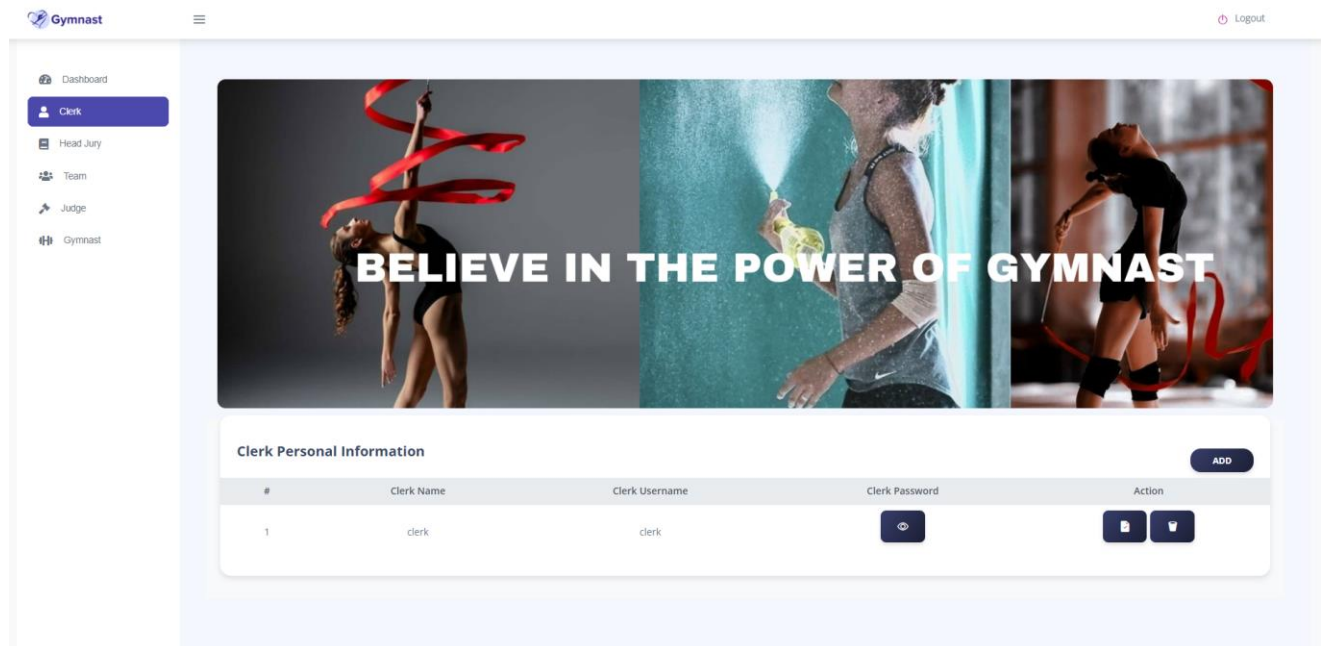 Gymnast
Logout
Dashboard
Clerk
Head Jury
Team
Judge
Gymnast
BELIEVE IN THE POWER OF GYMNAST
Clerk Personal Information
ADD
# Clerk Name Clerk Username Clerk Password Action
1 clerk clerk